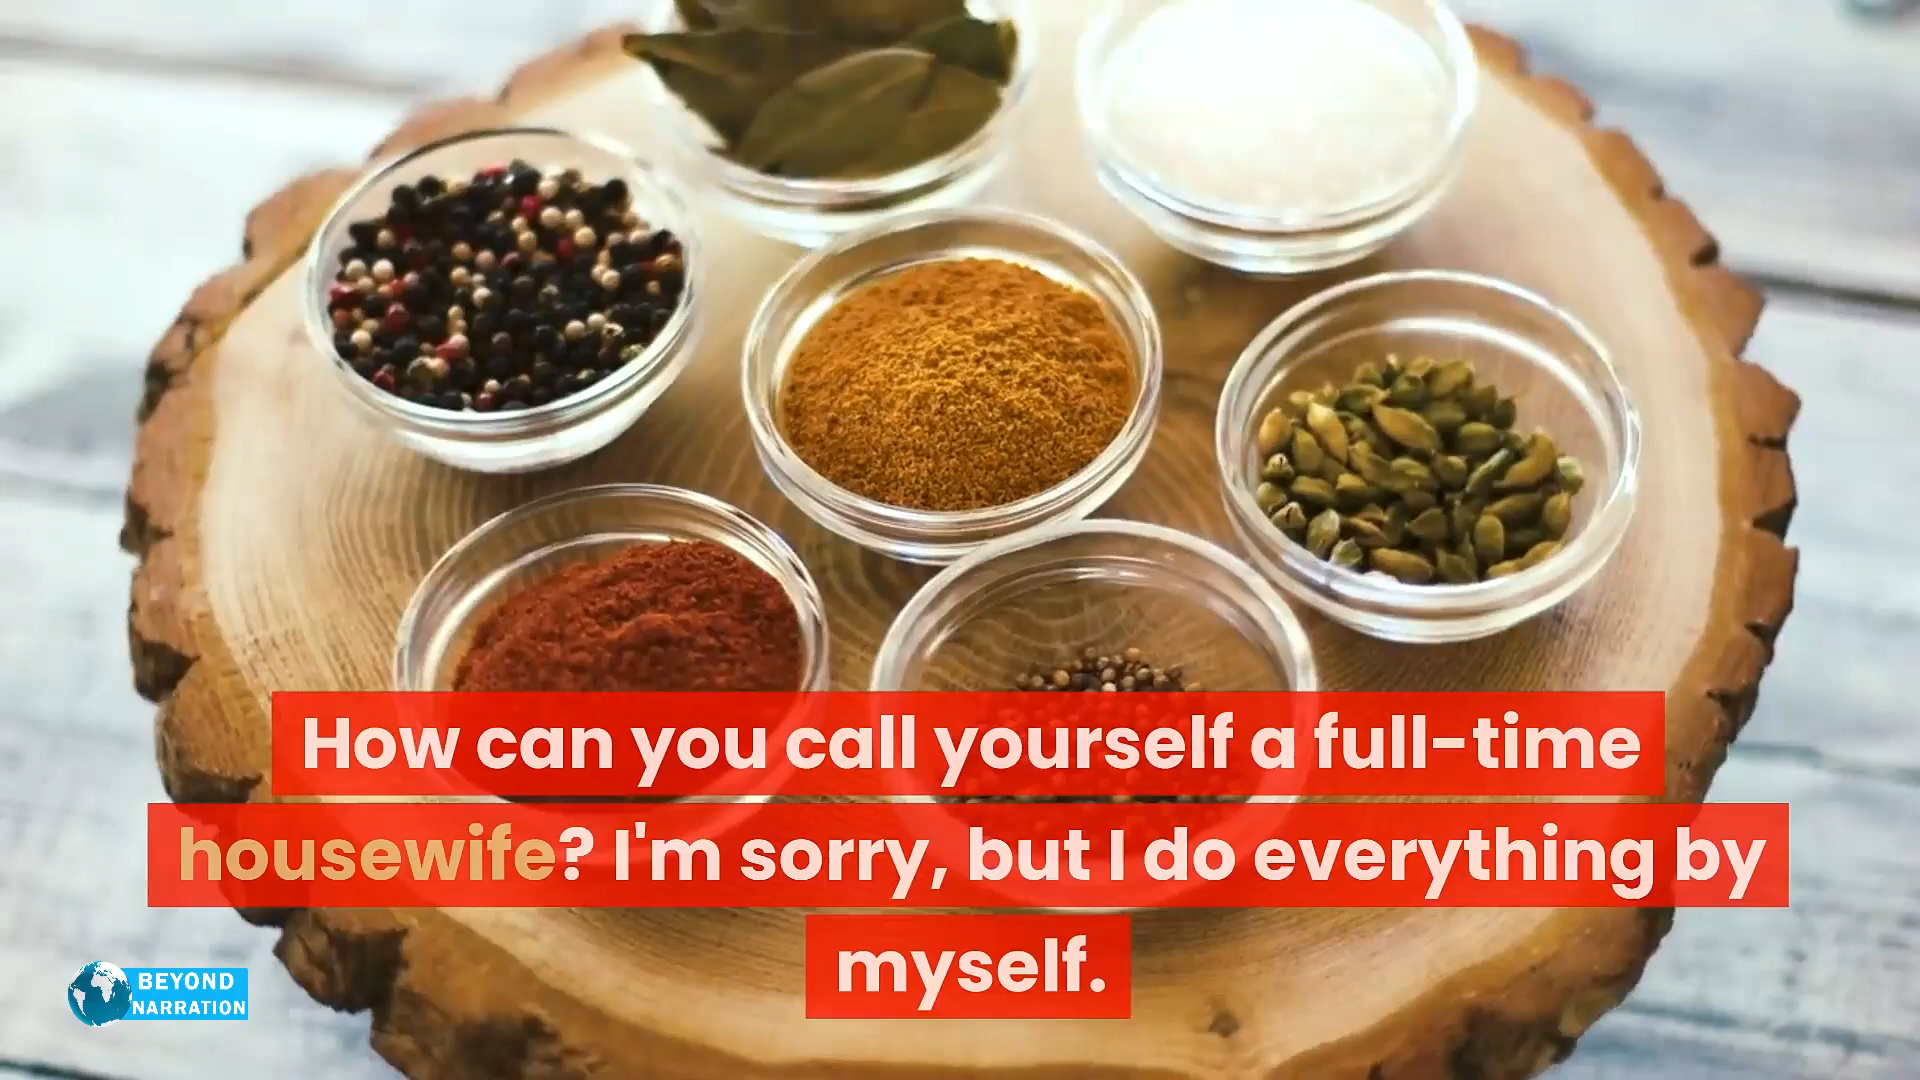 How can you call yourself a full-time
housewife? I'm sorry, but I do everything by
myself.
BEYOND
NARRATION